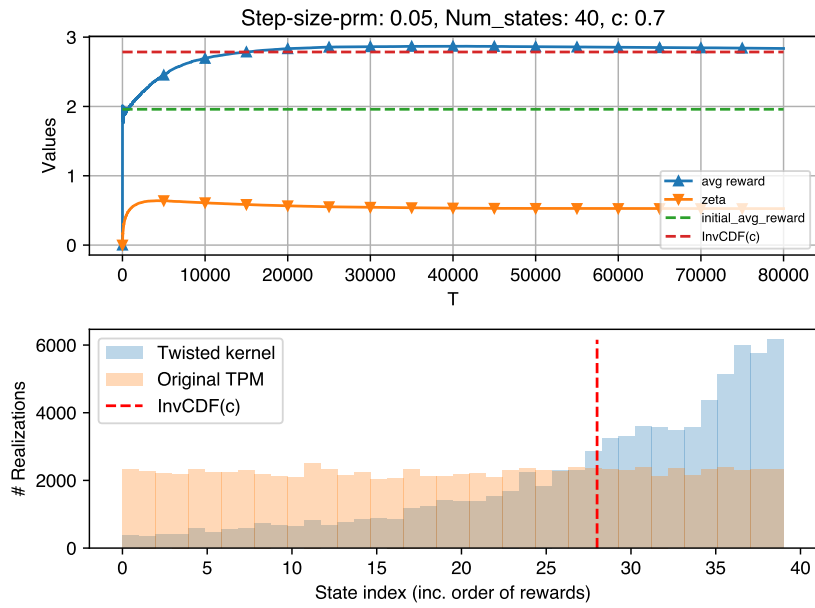 Step-size-prm: 0.05, Num_states: 40, c: 0.7
3
2
1
0
Values
0 10000 20000 30000 40000 50000 60000 70000 80000
T
avg reward
zeta
initial_avg_reward
InvCDF(c)
6000
4000
2000
0
# Realizations
Twisted kernel
Original TPM
InvCDF(c)
0 5 10 15 20 25 30 35 40
State index (inc. order of rewards)